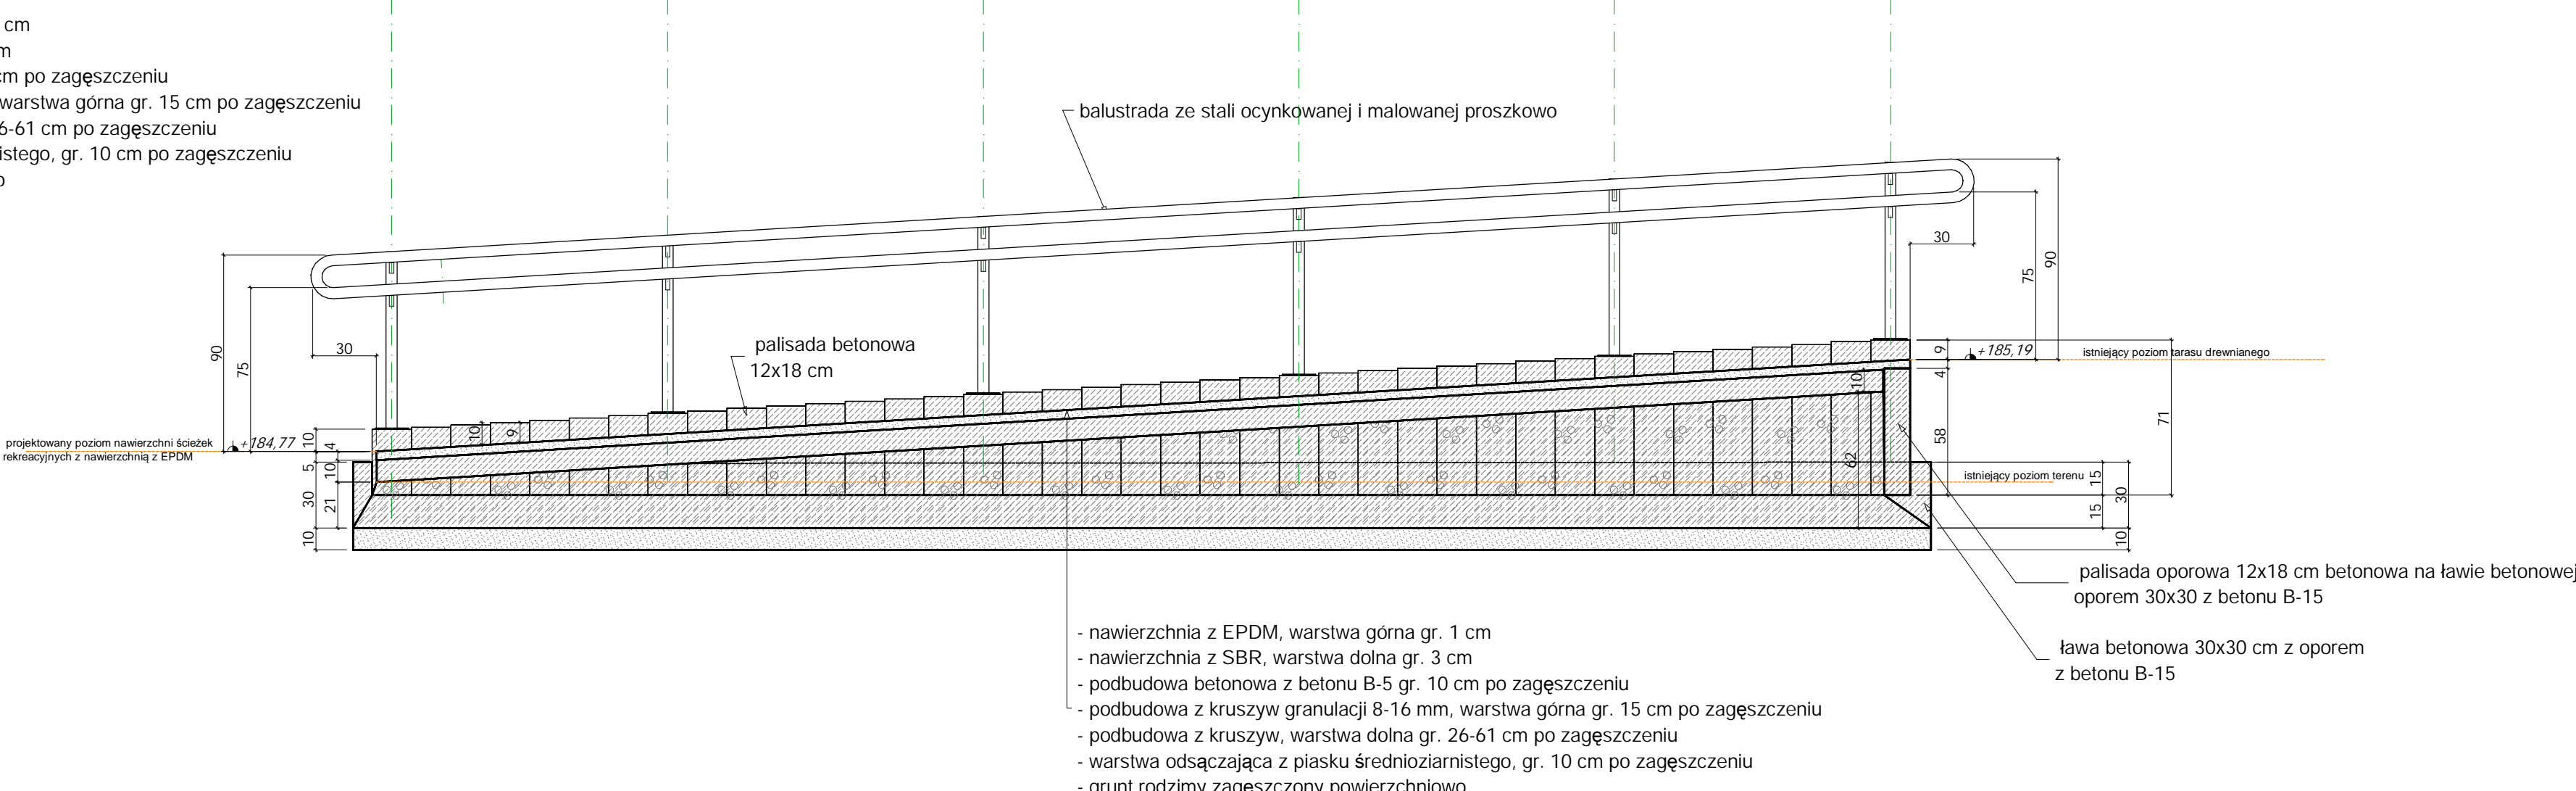 cm
m
cm po zagęszczeniu
warstwa górna gr. 15 cm po zagęszczeniu
6-61 cm po zagęszczeniu
istego, gr. 10 cm po zagęszczeniu
o
balustrada ze stali ocynkowanej i malowanej proszkowo
90
75
30
30
75
90
palisada betonowa
12x18 cm
projektowany poziom nawierzchni ścieżek
rekreacyjnych z nawierzchnią z EPDM
+184,77
10
4
5
10
30
21
10
10
9
10
62
9
+185,19
istniejący poziom tarasu drewnianego
4
58
71
istniejący poziom terenu
15
15
30
10
palisada oporowa 12x18 cm betonowa na ławie betonowej
oporem 30x30 z betonu B-15
ława betonowa 30x30 cm z oporem
z betonu B-15
- nawierzchnia z EPDM, warstwa górna gr. 1 cm
- nawierzchnia z SBR, warstwa dolna gr. 3 cm
- podbudowa betonowa z betonu B-5 gr. 10 cm po zagęszczeniu
- podbudowa z kruszyw granulacji 8-16 mm, warstwa górna gr. 15 cm po zagęszczeniu
- podbudowa z kruszyw, warstwa dolna gr. 26-61 cm po zagęszczeniu
- warstwa odsączająca z piasku średnioziarnistego, gr. 10 cm po zagęszczeniu
- grunt rodzimy zagęszczony powierzchniowo